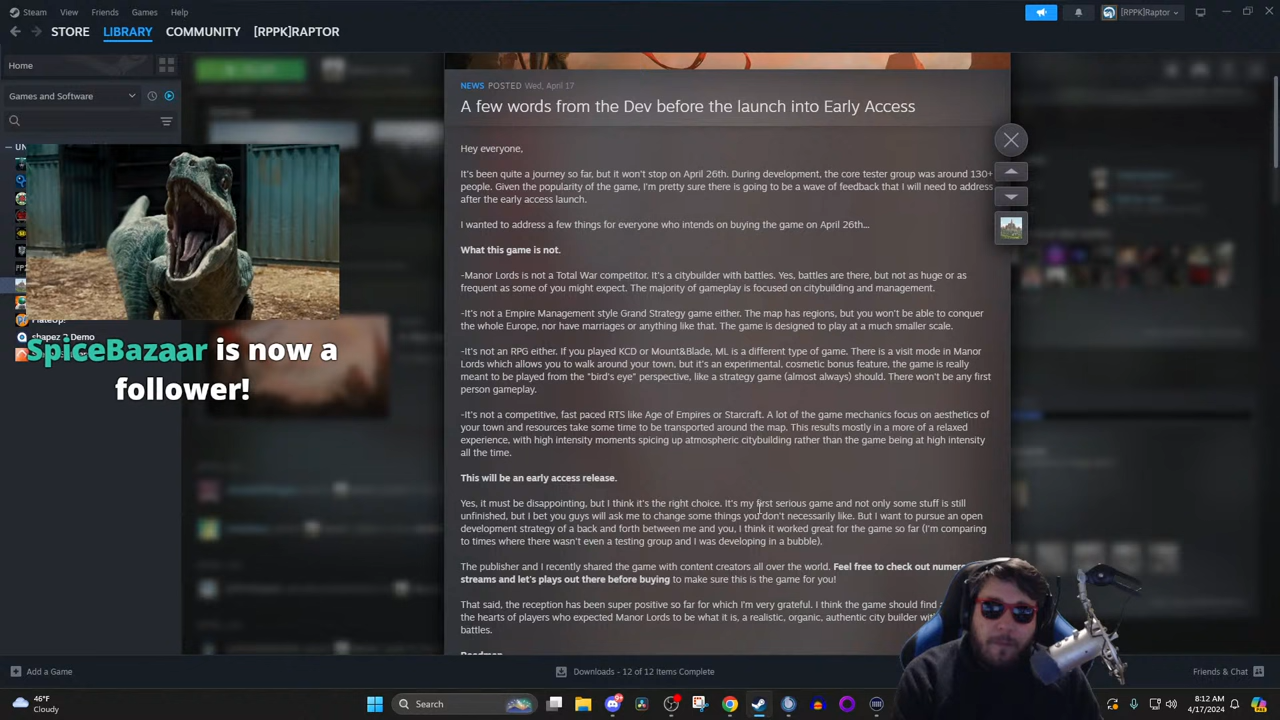 Steam View Friends Games Help [RPPK]Raptor
STORE LIBRARY COMMUNITY [RPPK]RAPTOR
Home
Games and Software
NEWS POSTED Wed, April 17
A few words from the Dev before the launch into Early Access
Hey everyone,
It's been quite a journey so far, but it won't stop on April 26th. During development, the core tester group was around 130+
people. Given the popularity of the game, I'm pretty sure there is going to be a wave of feedback that I will need to address
after the early access launch.
I wanted to address a few things for everyone who intends on buying the game on April 26th...
What this game is not.
-Manor Lords is not a Total War competitor. It's a citybuilder with battles. Yes, battles are there, but not as huge or as
frequent as some of you might expect. The majority of gameplay is focused on citybuilding and management.
-It's not a Empire Management style Grand Strategy game either. The map has regions, but you won't be able to conquer
the whole Europe, nor have marriages or anything like that. The game is designed to play at a much smaller scale.
-It's not an RPG either. If you played KCD or Mount&Blade, ML is a different type of game. There is a visit mode in Manor
Lords which allows you to walk around your town, but it's an experimental, cosmetic bonus feature, the game is really
meant to be played from the "bird's eye" perspective, like a strategy game (almost always) should. There won't be any first
person gameplay.
-It's not a competitive, fast paced RTS like Age of Empires or Starcraft. A lot of the game mechanics focus on aesthetics of
your town and resources take some time to be transported around the map. This results mostly in a more of a relaxed
experience, with high intensity moments spicing up atmospheric citybuilding rather than the game being at high intensity
all the time.
This will be an early access release.
Yes, it must be disappointing, but I think it's the right choice. It's my first serious game and not only some stuff is still
unfinished, but I bet you guys will ask me to change some things you don't necessarily like. But I want to pursue an open
development strategy of a back and forth between me and you, I think it worked great for the game so far (I'm comparing
to times where there wasn't even a testing group and I was developing in a bubble).
The publisher and I recently shared the game with content creators all over the world. Feel free to check out
streams and let's plays out there before buying to make sure this is the game for you!
That said, the reception has been super positive so far for which I'm very grateful. I think the game should find
the hearts of players who expected Manor Lords to be what it is, a realistic, organic, authentic city builder
battles.
UN
shapez 2 Demo
SpiceBazaar is now a
follower!
Add a Game
Downloads - 12 of 12 Items Complete
Friends & Chat
46°F
Cloudy
Search
8:12 AM
4/17/2024